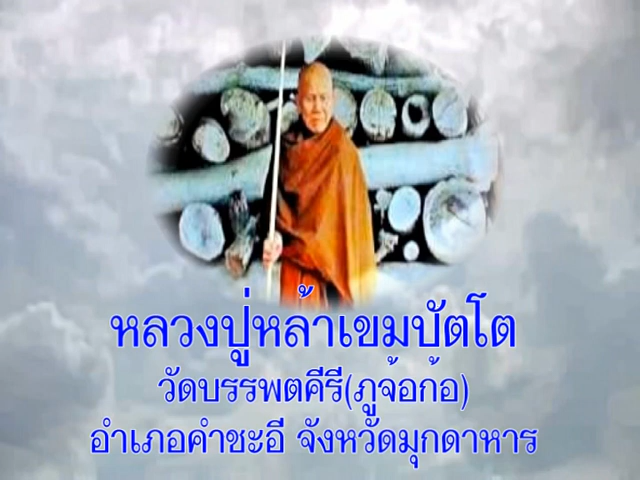 หลวงปู่หล้าเขมปัตโต
วัดบรรพตคีรี(ภูจ้อก้อ)
อำเภอคำชะอี จังหวัดมุกดาหาร